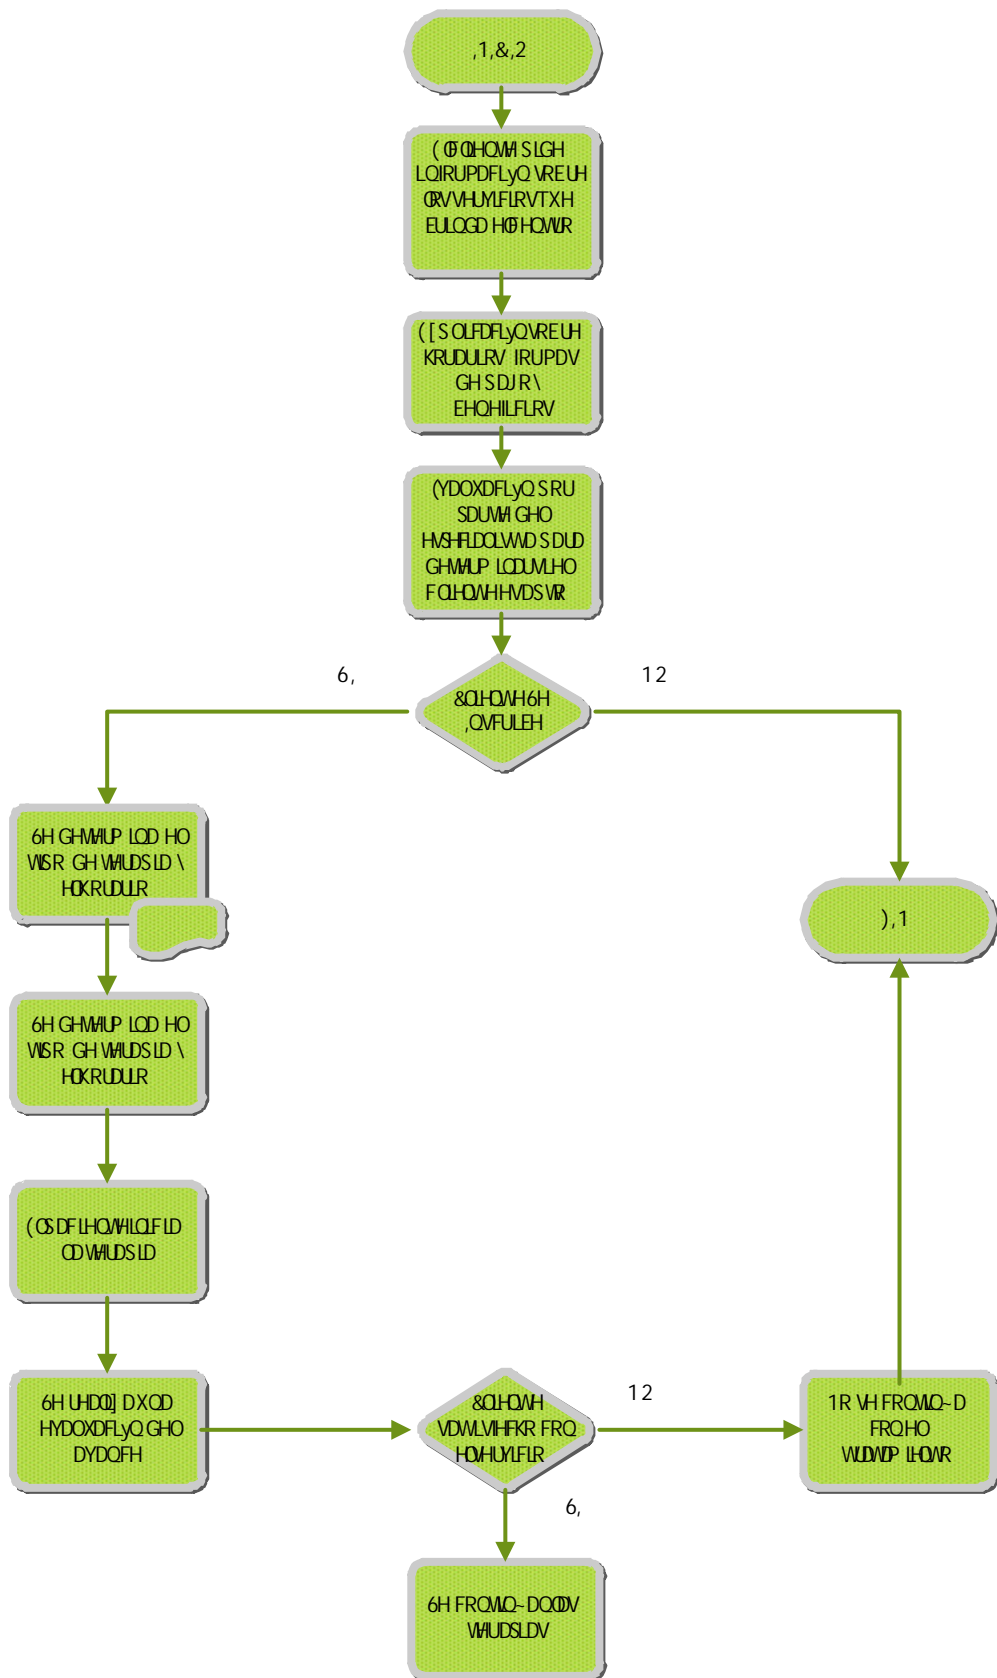 ,1,&,2
( OFOLHQWH SLGH
LQIRUPDFLyQ VREUH
ORV VHUYLFLRV TXH
EULQGD HO FHQWUR
([SOLFDFLyQ VREUH
KRUDULRV IRUPDV
GH SDJR \
EHQHILFLRV
(YDOXDFLyQ SRU
SDUWH GHO
HVSHFLDOLVWD SDUD
GHWHUPLQDU VL HO
FOLHQWH HV DSWR
&OLHQWH 6H
,QVFULEH
6,
12
6H GHWHUPLQD HO
WLSR GH WHUDSLD \
HO KRUDULR
),1
6H GHWHUPLQD HO
WLSR GH WHUDSLD \
HO KRUDULR
(O SDFLHQWH LQLFLD
OD WHUDSLD
6H UHDOL]D XQD
HYDOXDFLyQ GHO
DYDQFH
&OLHQWH
VDWLVIHFKR FRQ
HO VHUYLFLR
12
1R VH FRQWLQ~D
FRQ HO
WUDWDPLHQWR
6,
6H FRQWLQ~DQ ODV
WHUDSLDV